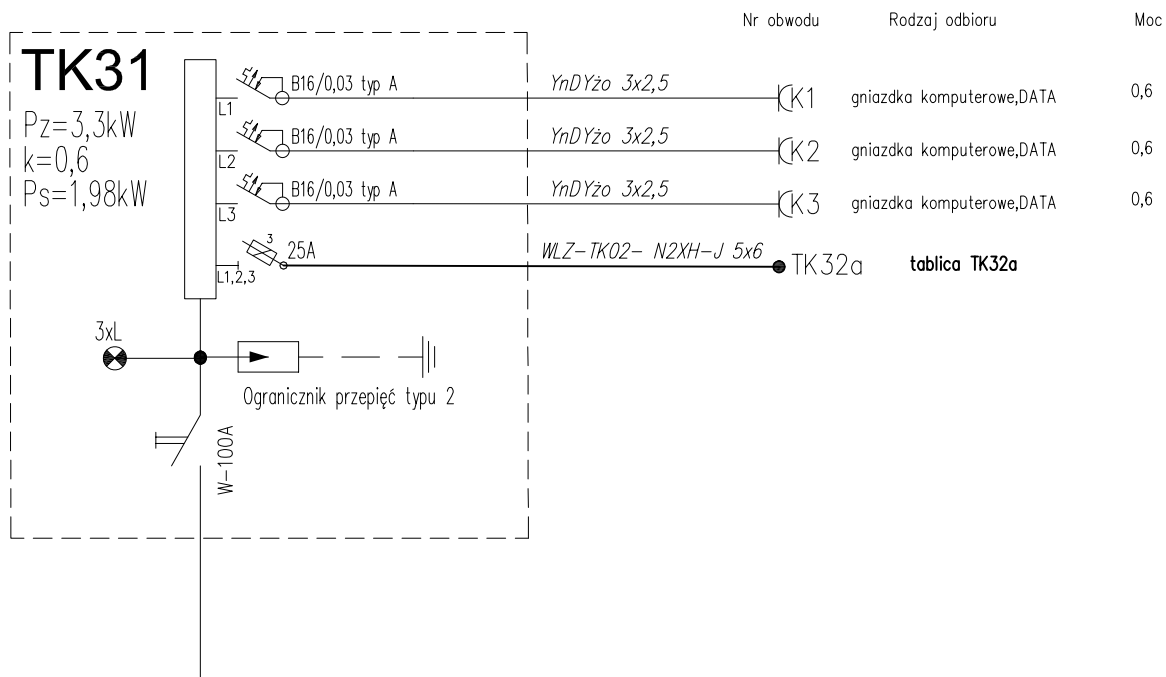 Nr obwodu Rodzaj odbioru Moc
TK31
Pz=3,3kW
k=0,6
Ps=1,98kW
L1 B16/0,03 typ A YnDYżo 3x2,5 K1 gniazdka komputerowe,DATA 0,6
L2 B16/0,03 typ A YnDYżo 3x2,5 K2 gniazdka komputerowe,DATA 0,6
L3 B16/0,03 typ A YnDYżo 3x2,5 K3 gniazdka komputerowe,DATA 0,6
L1,2,3 3 25A WLZ-TK02- N2XH-J 5x6 TK32a tablica TK32a
3xL
Ogranicznik przepięć typu 2
W-100A